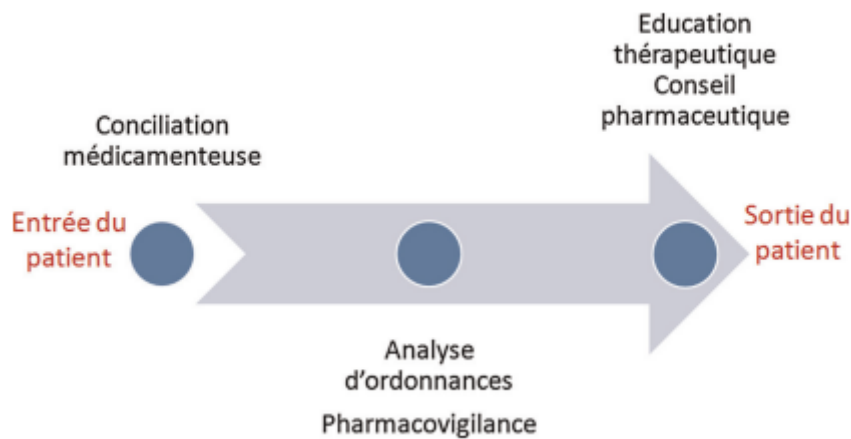 Education
thérapeutique
Conseil
pharmaceutique
Conciliation
médicamenteuse
Entrée du
patient
Sortie du
patient
Analyse
d'ordonnances
Pharmacovigilance